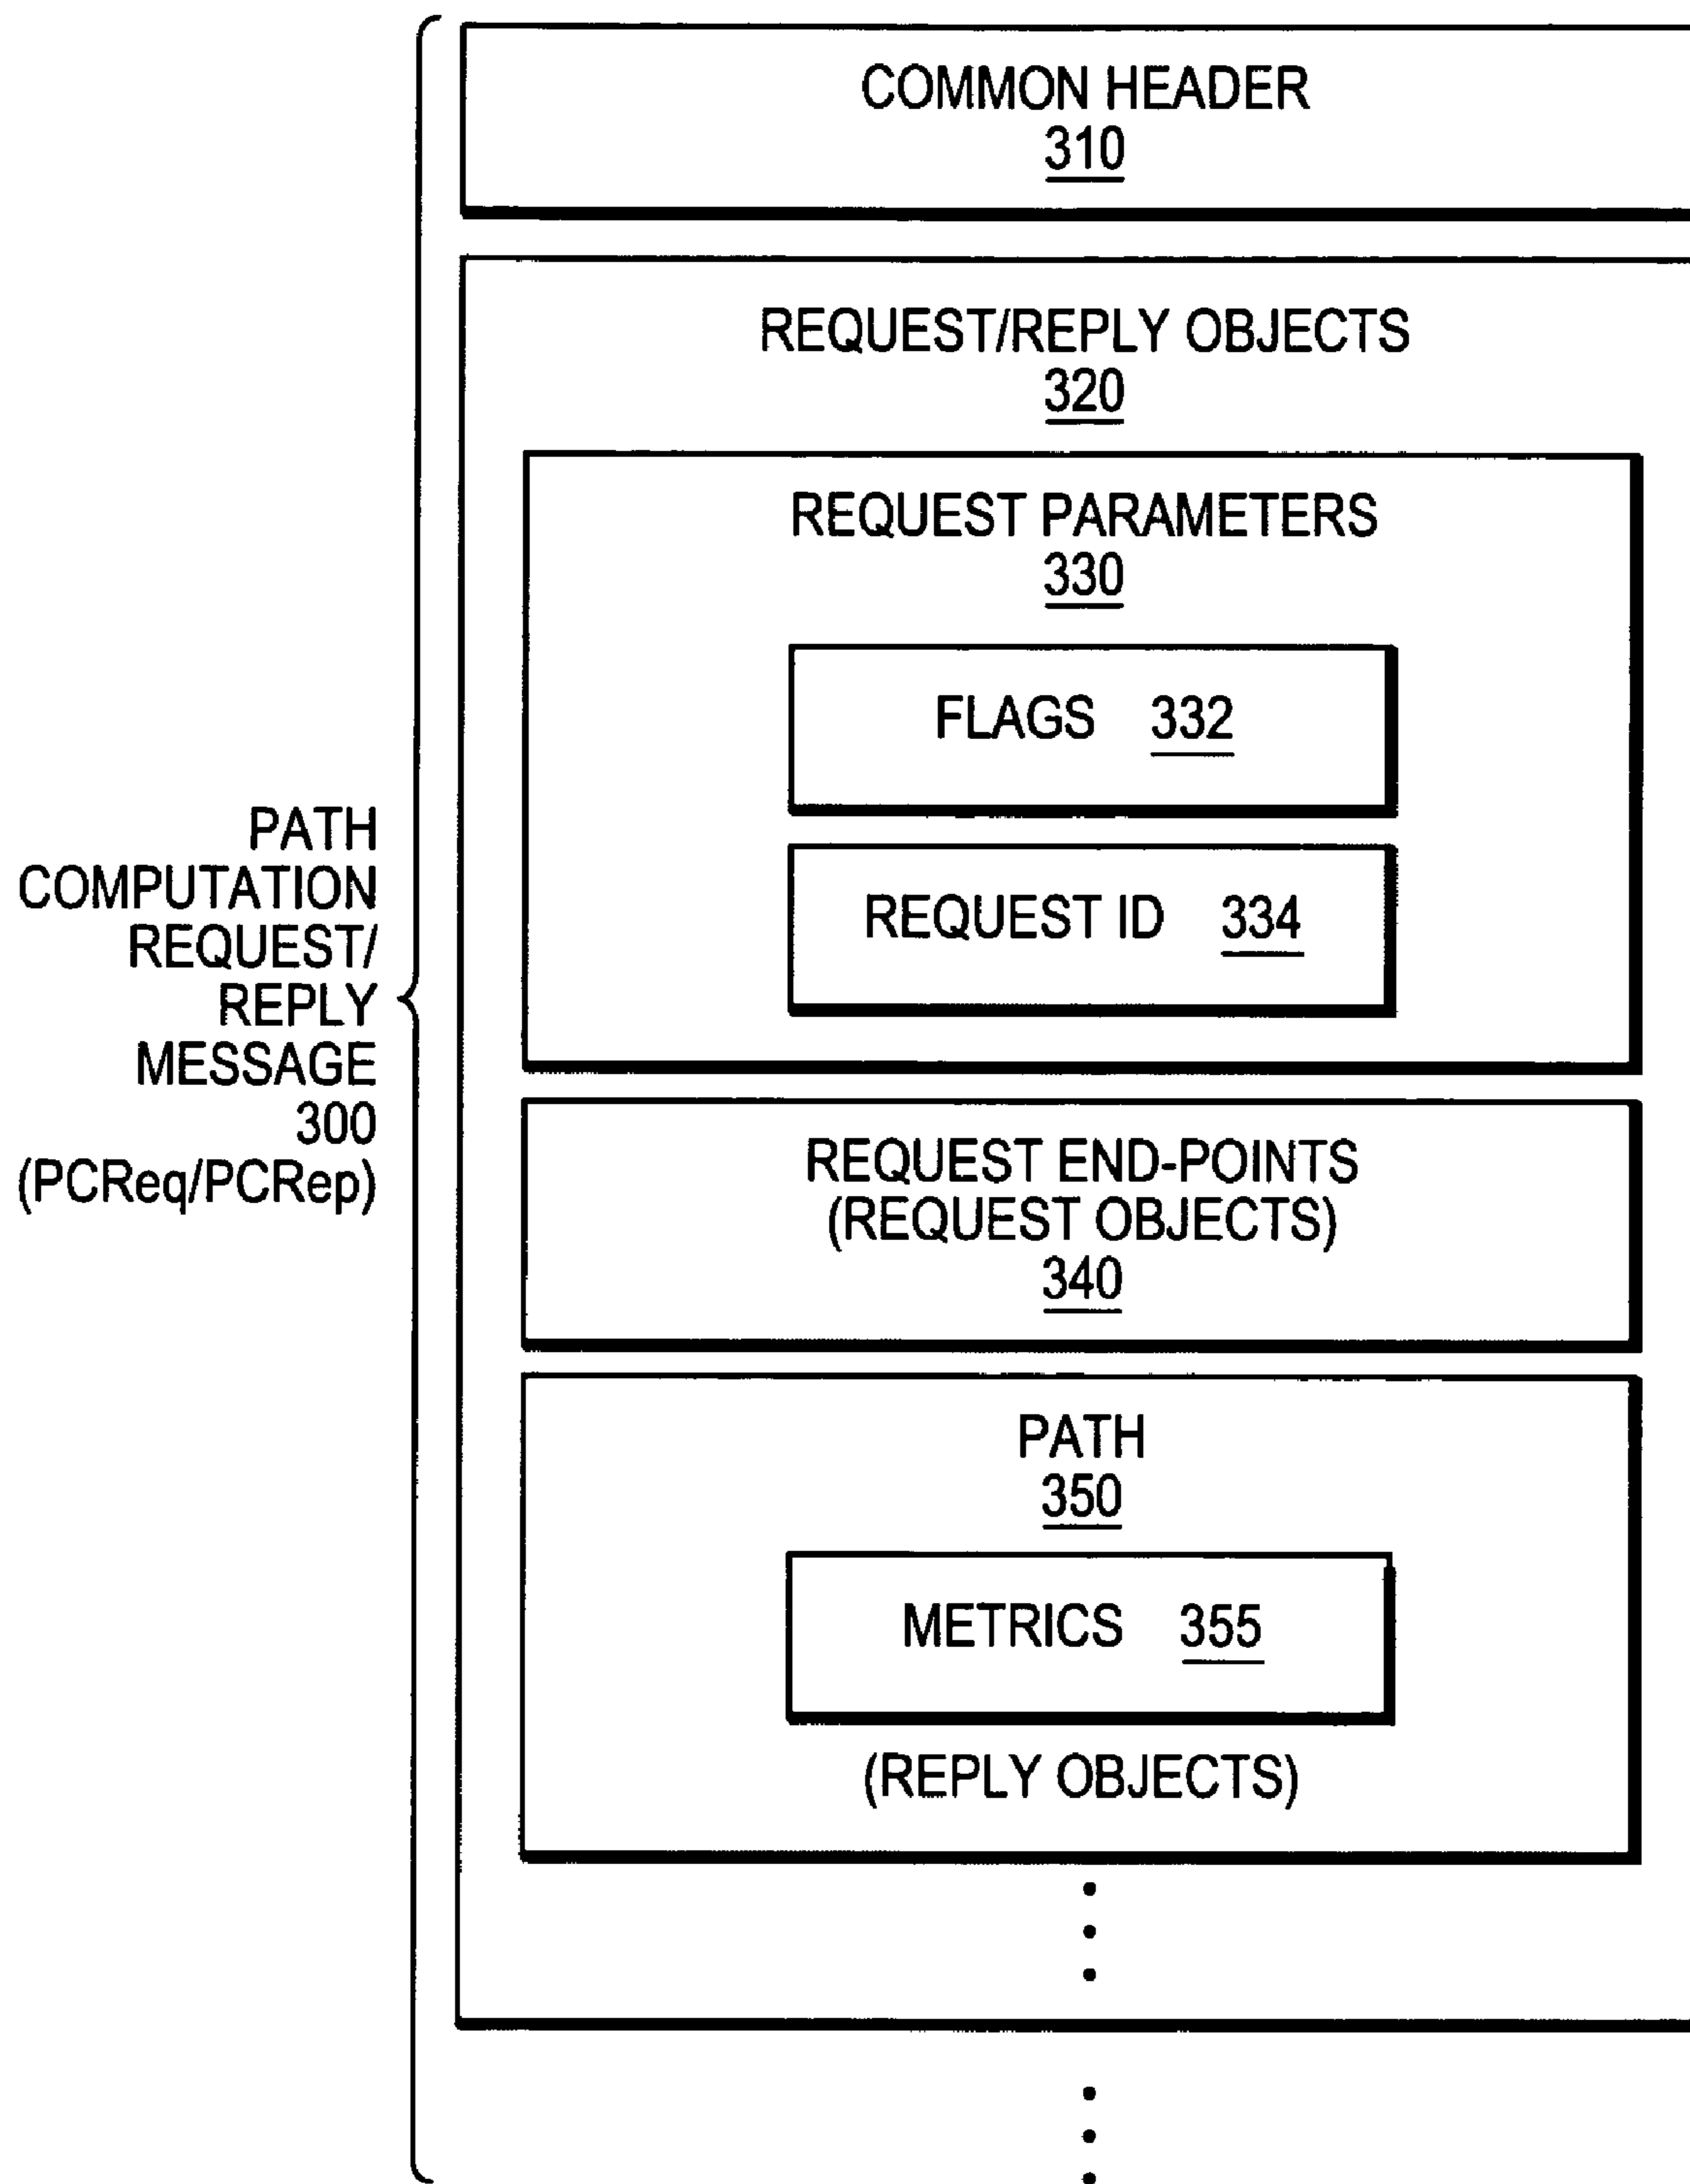 COMMON HEADER
310
REQUEST/REPLY OBJECTS
320
REQUEST PARAMETERS
330
FLAGS 332
REQUEST ID 334
PATH
COMPUTATION
REQUEST/
REPLY
MESSAGE
300
(PCReq/PCRep)
REQUEST END-POINTS
(REQUEST OBJECTS)
340
PATH
350
METRICS 355
(REPLY OBJECTS)